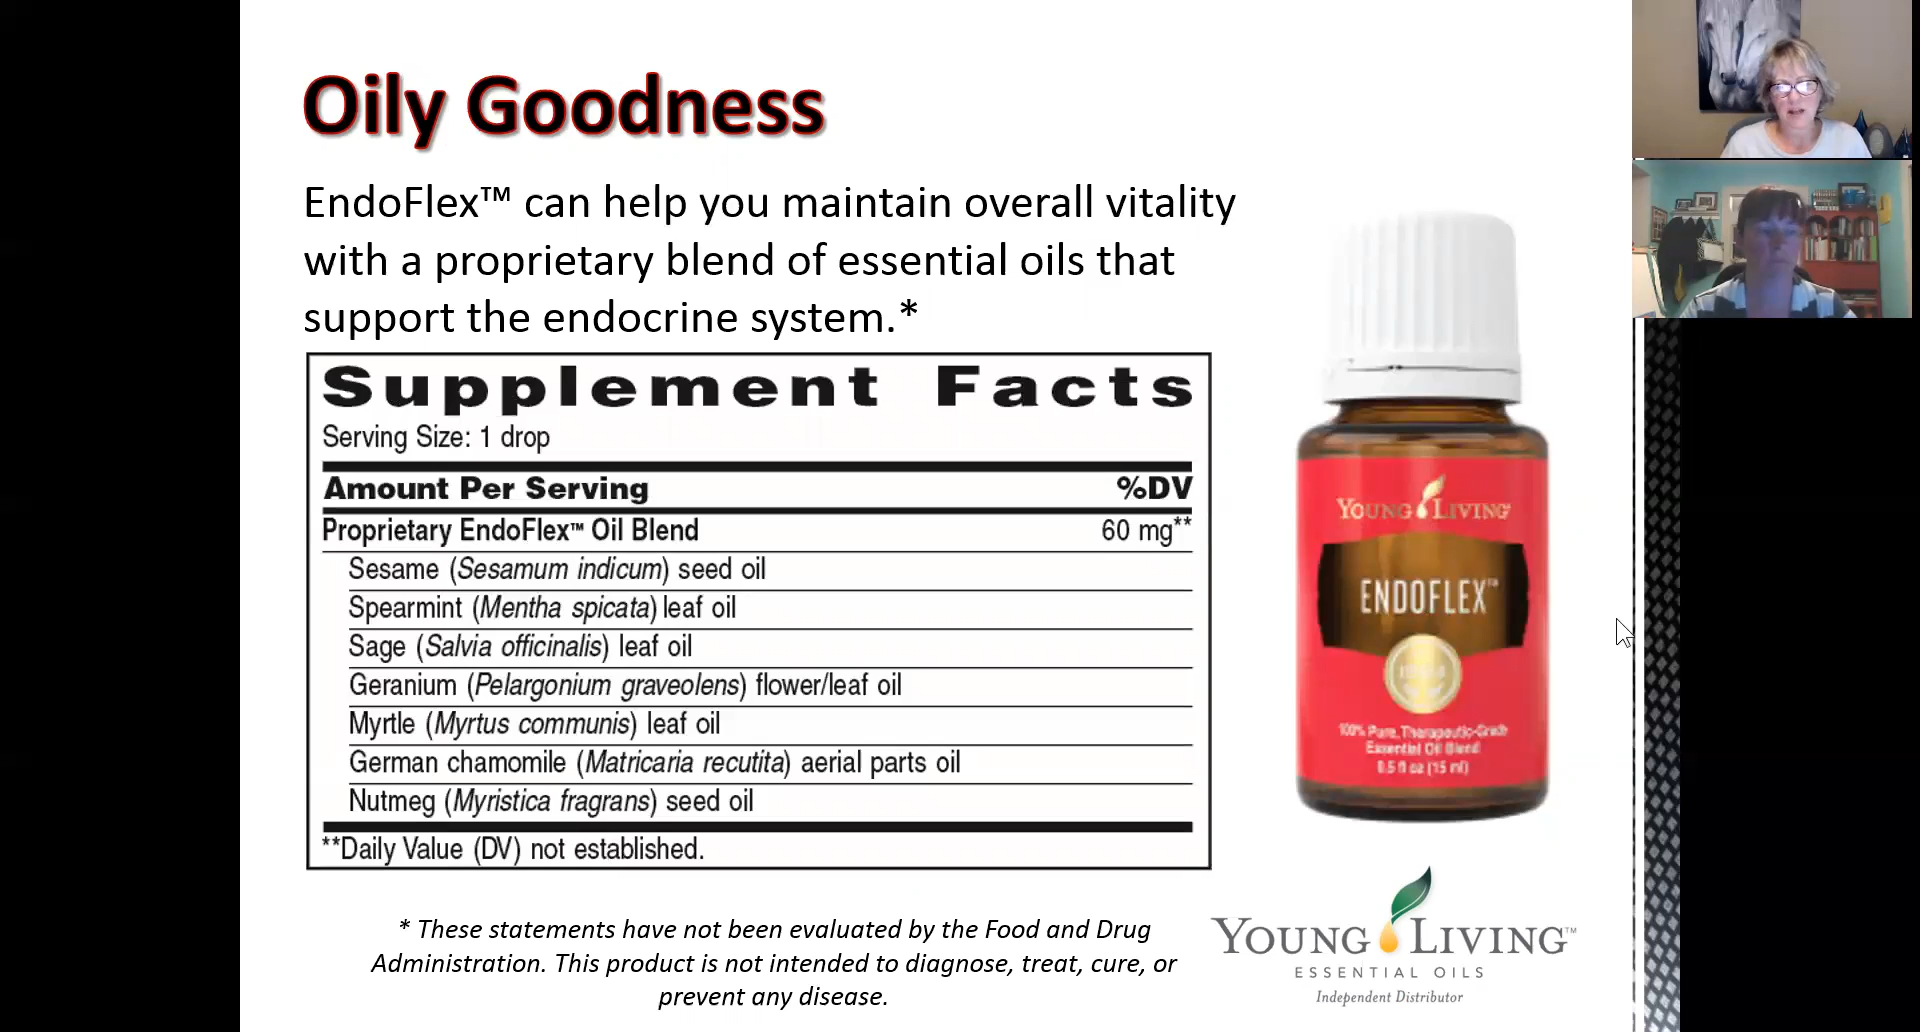 Oily Goodness
EndoFlex™ can help you maintain overall vitality
with a proprietary blend of essential oils that
support the endocrine system.*
Supplement Facts
Serving Size: 1 drop
Amount Per Serving %DV
Proprietary EndoFlex™ Oil Blend 60 mg**
Sesame (Sesamum indicum) seed oil
Spearmint (Mentha spicata) leaf oil
Sage (Salvia officinalis) leaf oil
Geranium (Pelargonium graveolens) flower/leaf oil
Myrtle (Myrtus communis) leaf oil
German chamomile (Matricaria recutita) aerial parts oil
Nutmeg (Myristica fragrans) seed oil
**Daily Value (DV) not established.
YOUNG LIVING
ENDOFLEX™
100% Pure, Therapeutic-Grade
Essential Oil Blend
0.5 fl oz (15 ml)
* These statements have not been evaluated by the Food and Drug
Administration. This product is not intended to diagnose, treat, cure, or
prevent any disease.
YOUNG LIVING™
ESSENTIAL OILS
Independent Distributor